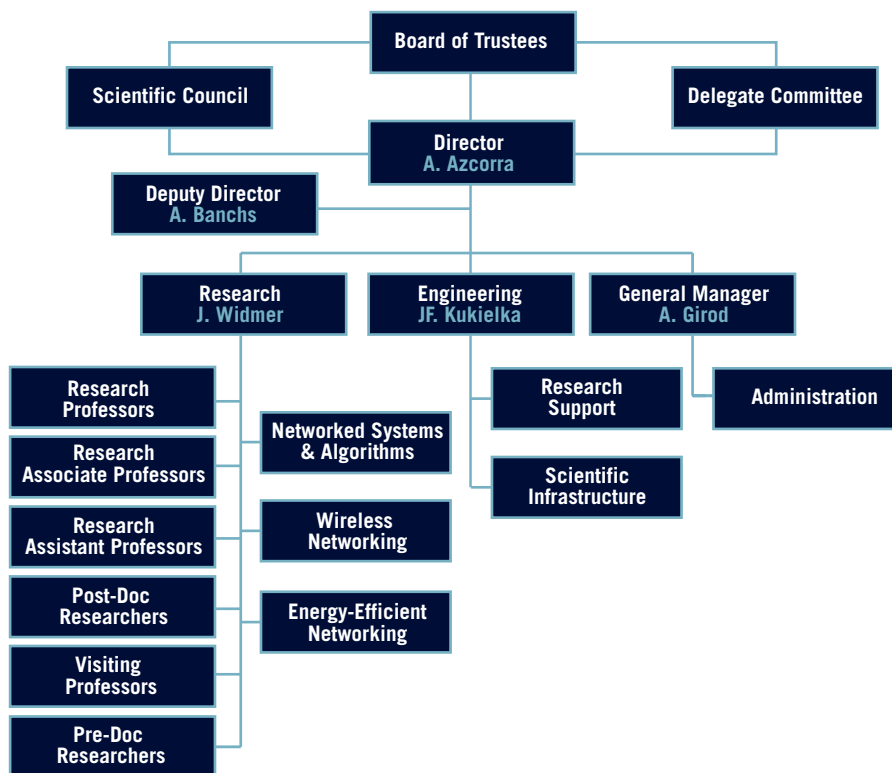 Board of Trustees
Scientific Council
Delegate Committee
Director
A. Azcorra
Deputy Director
A. Banchs
Research
J. Widmer
Engineering
JF. Kukielka
General Manager
A. Girod
Research
Professors
Research
Associate Professors
Research
Assistant Professors
Post-Doc
Researchers
Visiting
Professors
Pre-Doc
Researchers
Networked Systems
& Algorithms
Wireless
Networking
Energy-Efficient
Networking
Research
Support
Scientific
Infrastructure
Administration